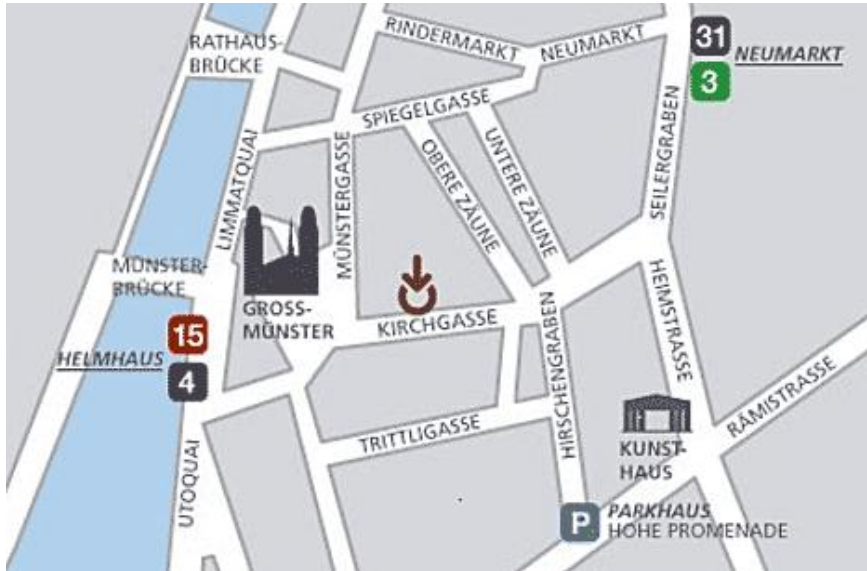 RINDERMARKT
NEUMARKT
31
NEUMARKT
3
RATHAUS-
BRÜCKE
SPIEGELGASSE
OBERE ZÄUNE
UNTERE ZÄUNE
SEILERGRABEN
LIMMATQUAI
MÜNSTERGASSE
MÜNSTER-
BRÜCKE
GROSS-
MÜNSTER
KIRCHGASSE
HEIMSTRASSE
15
HELMHAUS
4
HIRSCHENGRABEN
RÄMISTRASSE
TRITTLIGASSE
KUNST-
HAUS
UTOQUAI
P
PARKHAUS
HOHE PROMENADE